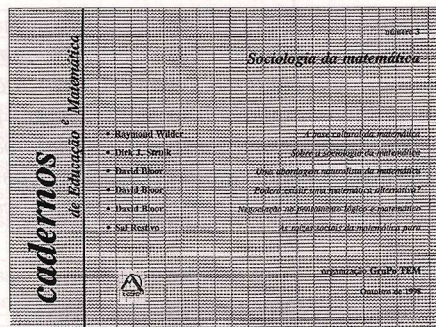 cadernos
de Educação e Matemática
número 3
Sociologia da matemática
• Raymond Wilder A base cultural da matemática
• Dirk J. Struik Sobre a sociologia da matemática
• David Bloor Uma abordagem naturalista da matemática
• David Bloor Poderá existir uma matemática alternativa?
• David Bloor Negociação no pensamento lógico e matemático
• Sal Restivo As raízes sociais da matemática pura
organização GraPo TEM
Outubro de 1998